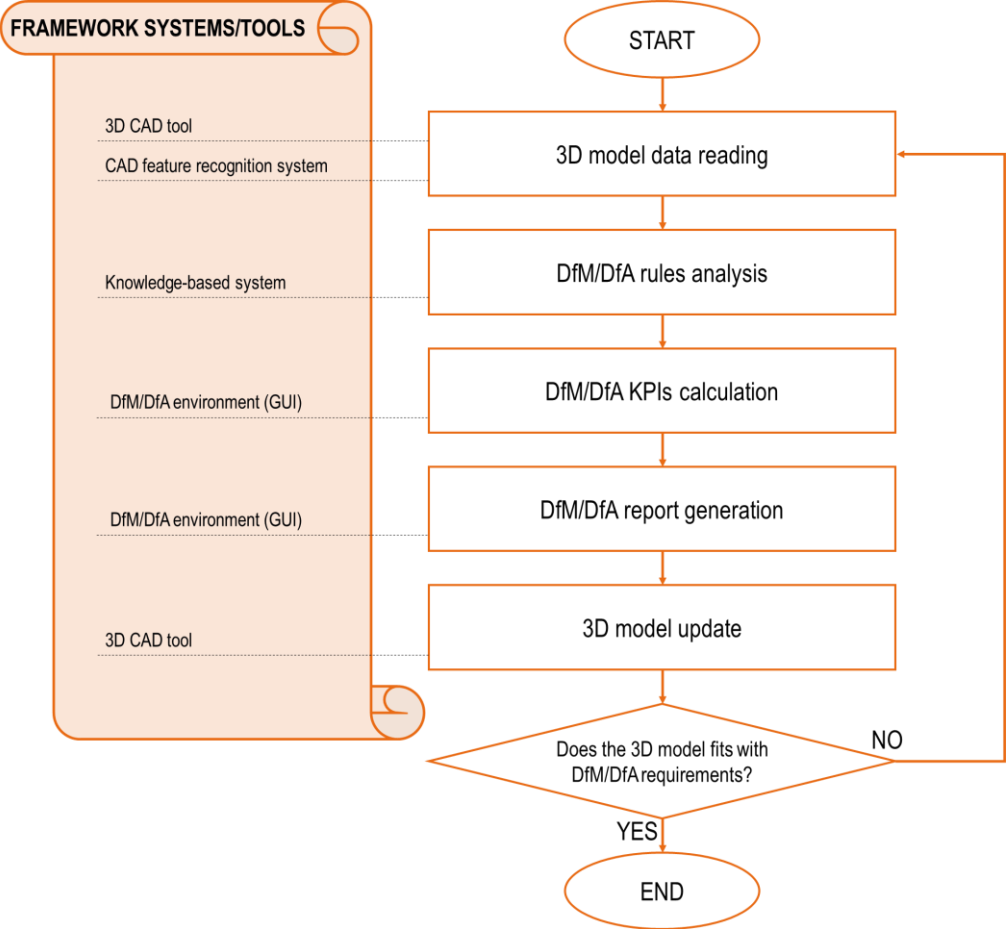 FRAMEWORK SYSTEMS/TOOLS
START
3D CAD tool
CAD feature recognition system
3D model data reading
Knowledge-based system
DfM/DfA rules analysis
DfM/DfA environment (GUI)
DfM/DfA KPIs calculation
DfM/DfA environment (GUI)
DfM/DfA report generation
3D CAD tool
3D model update
Does the 3D model fits with
DfM/DfA requirements?
NO
YES
END